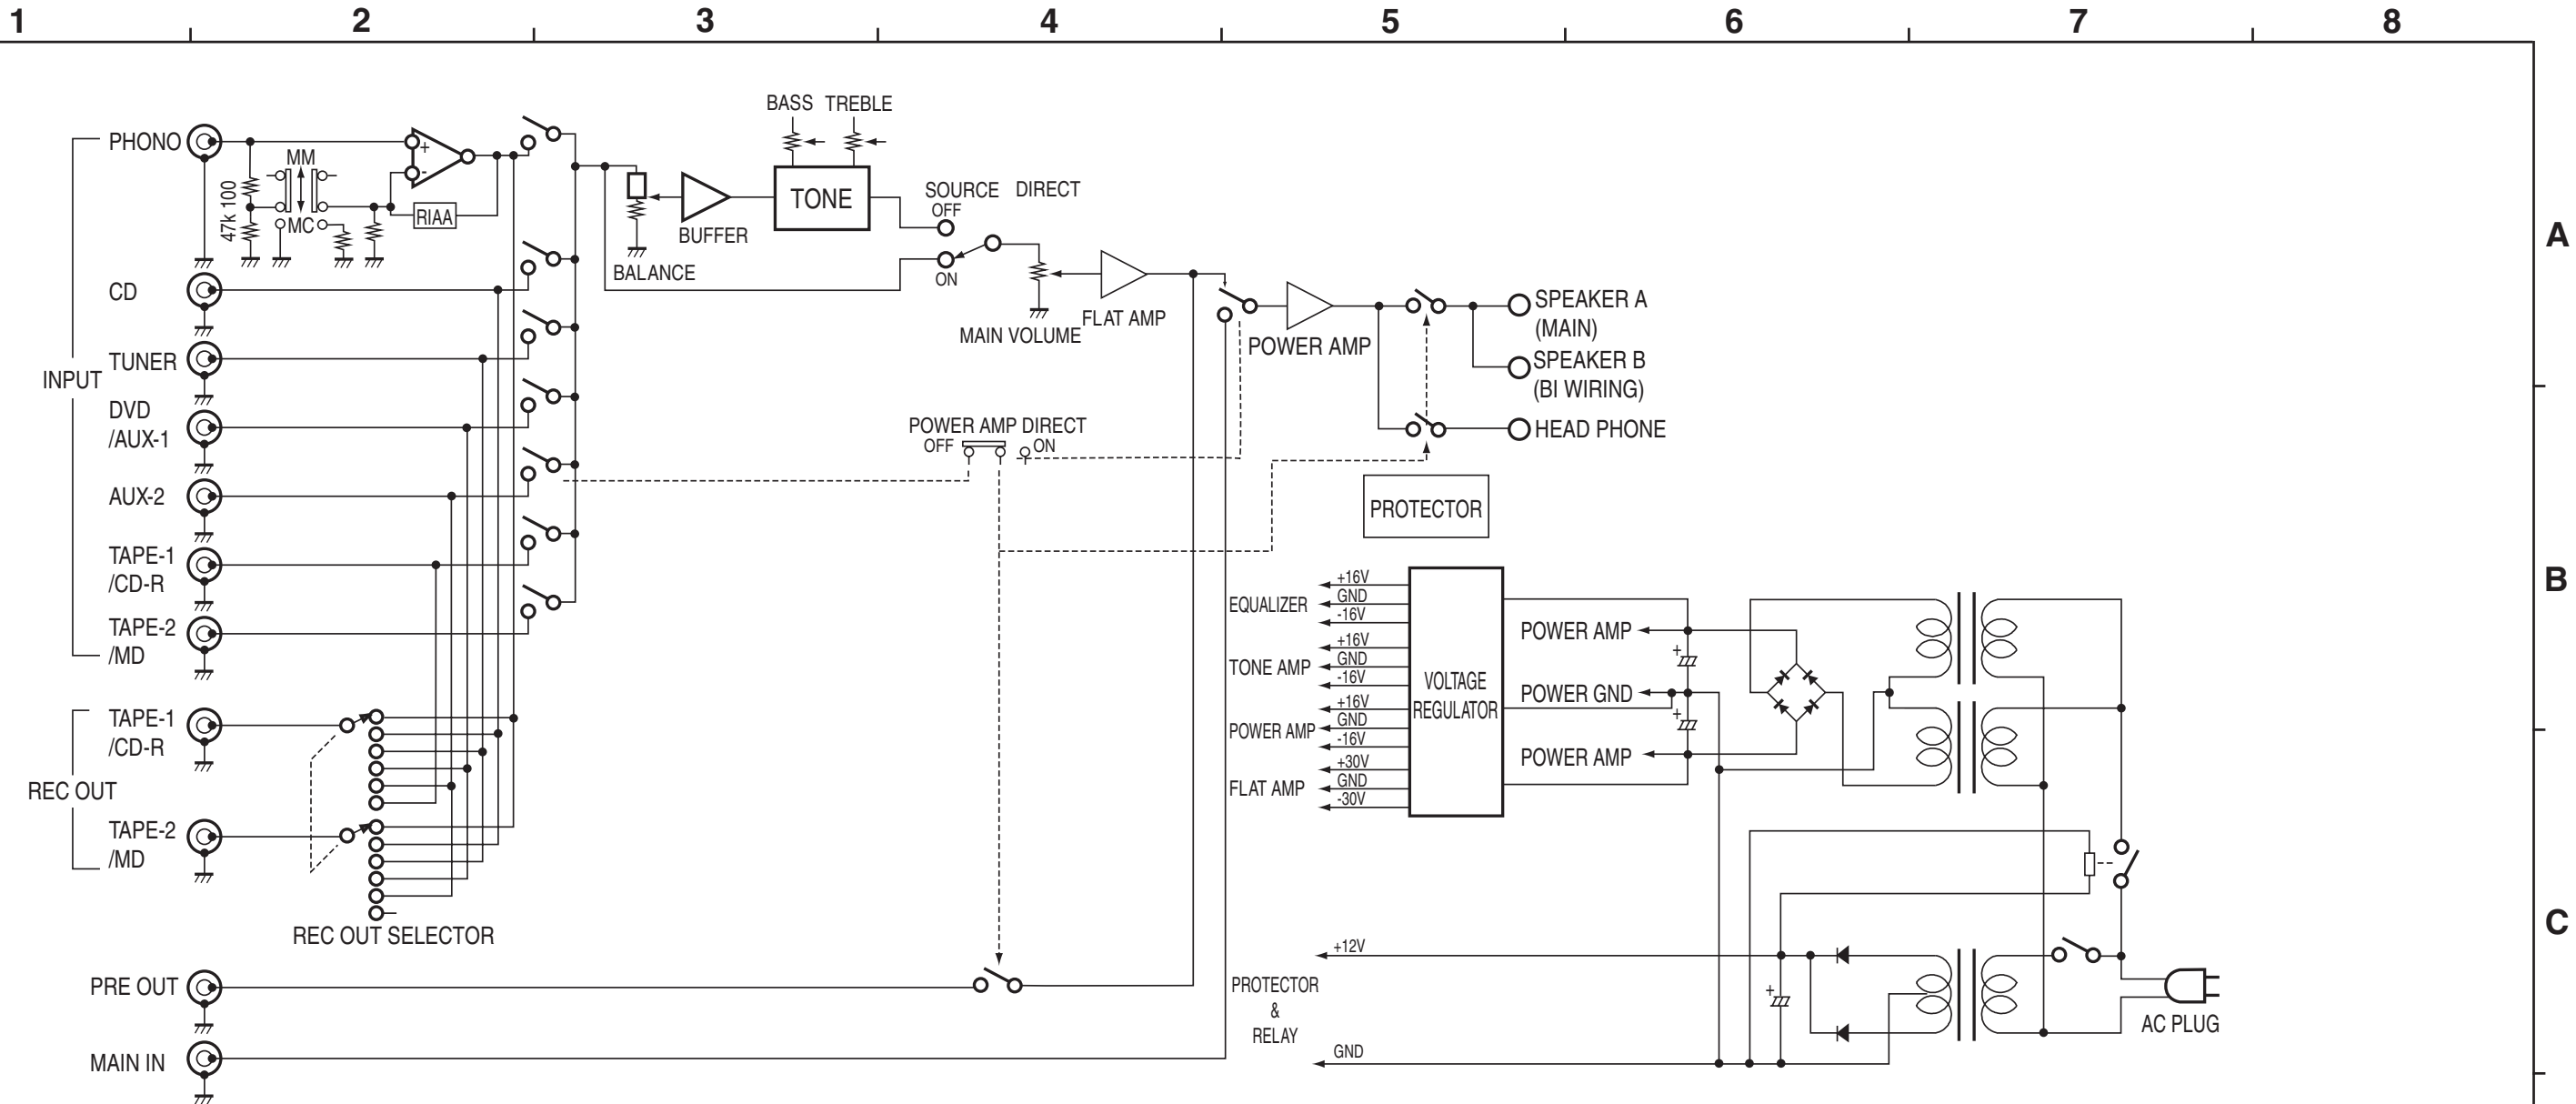 1 2 3 4 5 6 7 8
BASS TREBLE
PHONO
MM
MC
47k 100
+
-
RIAA
BUFFER
TONE
SOURCE DIRECT
OFF
ON
BALANCE
MAIN VOLUME
FLAT AMP
POWER AMP
SPEAKER A
(MAIN)
SPEAKER B
(BI WIRING)
HEAD PHONE
A
INPUT
CD
TUNER
DVD
/AUX-1
AUX-2
TAPE-1
/CD-R
TAPE-2
/MD
POWER AMP DIRECT
OFF ON
PROTECTOR
B
EQUALIZER
+16V
GND
-16V
TONE AMP
+16V
GND
-16V
POWER AMP
+16V
GND
-16V
FLAT AMP
+30V
GND
-30V
VOLTAGE
REGULATOR
POWER AMP
+
POWER GND
+
POWER AMP
REC OUT
TAPE-1
/CD-R
TAPE-2
/MD
REC OUT SELECTOR
C
PRE OUT
MAIN IN
+12V
PROTECTOR
&
RELAY
GND
+
AC PLUG